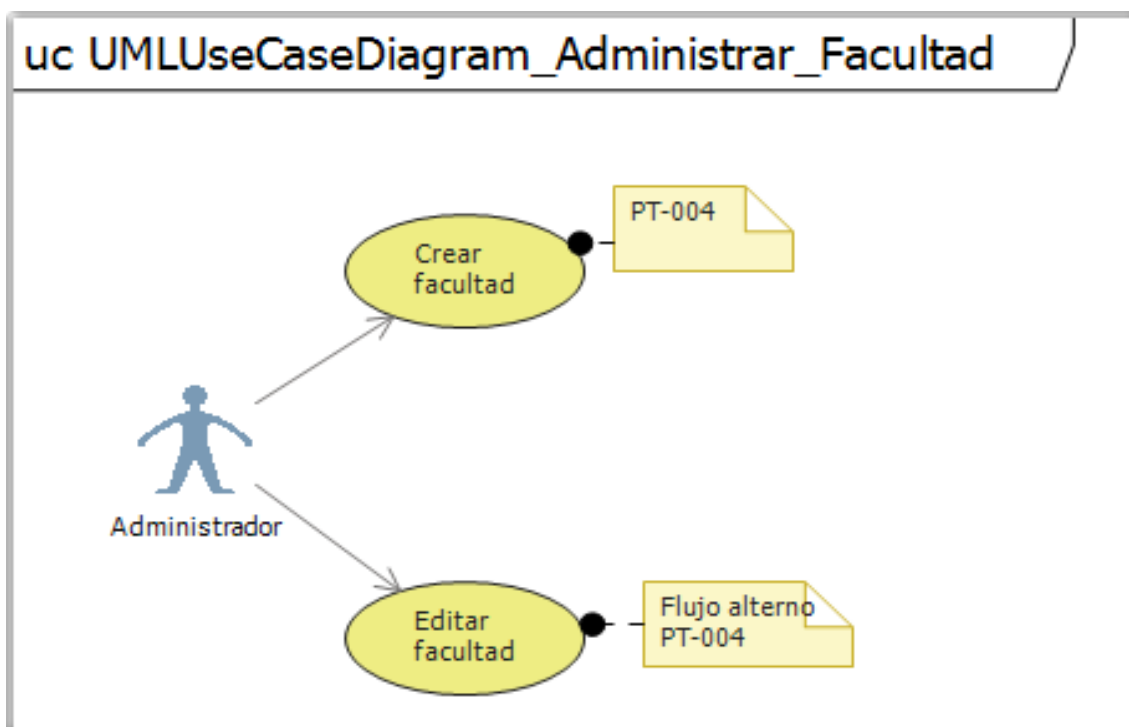 uc UMLUseCaseDiagram_Administrar_Facultad
PT-004
Crear
facultad
Administrador
Editar
facultad
Flujo alterno
PT-004